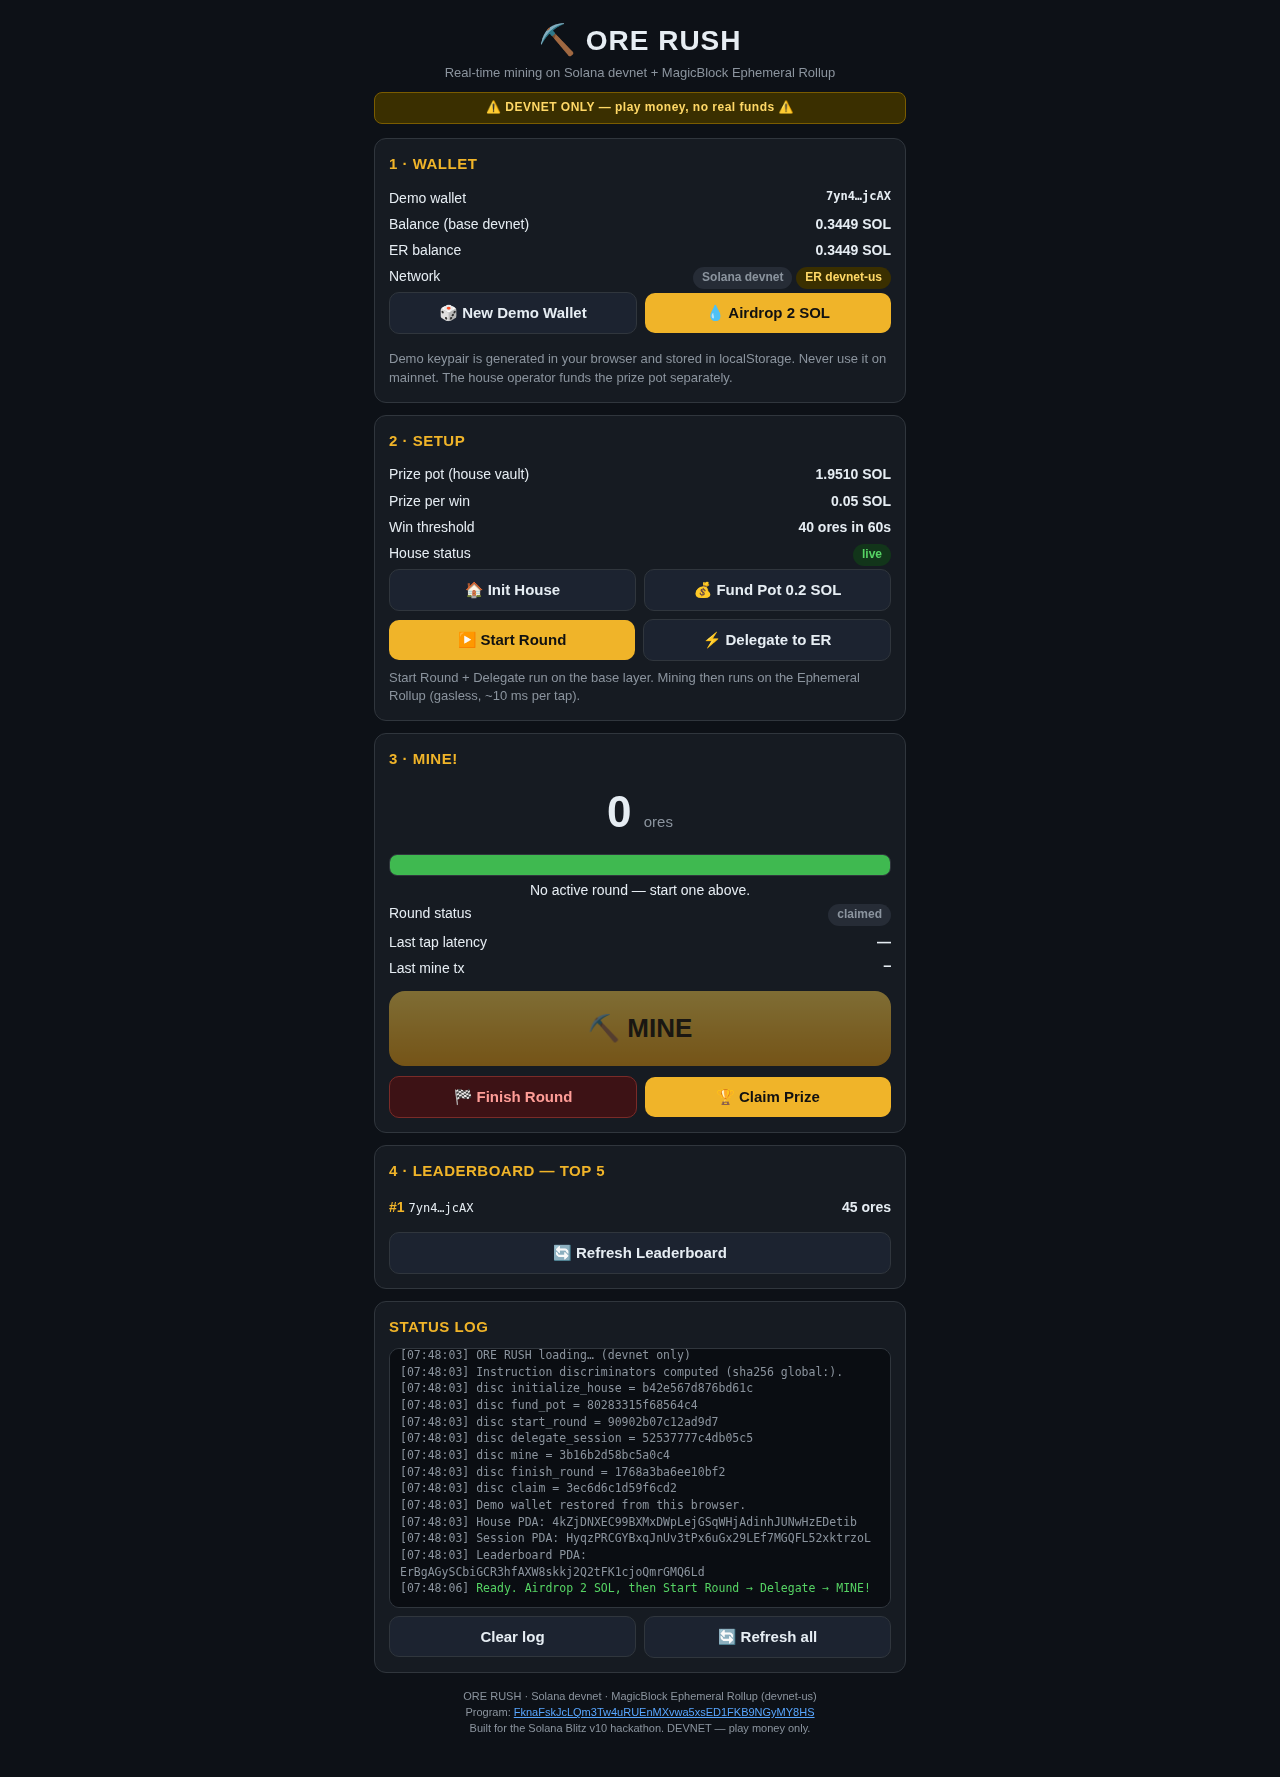 ⛏️ ORE RUSH
Real-time mining on Solana devnet + MagicBlock Ephemeral Rollup
⚠️ DEVNET ONLY — play money, no real funds ⚠️
1 · WALLET
Demo wallet 7yn4…jcAX
Balance (base devnet) 0.3449 SOL
ER balance 0.3449 SOL
Network Solana devnet ER devnet-us
🎲 New Demo Wallet 💧 Airdrop 2 SOL
Demo keypair is generated in your browser and stored in localStorage. Never use it on
mainnet. The house operator funds the prize pot separately.
2 · SETUP
Prize pot (house vault) 1.9510 SOL
Prize per win 0.05 SOL
Win threshold 40 ores in 60s
House status live
🏠 Init House 💰 Fund Pot 0.2 SOL
▶️ Start Round ⚡ Delegate to ER
Start Round + Delegate run on the base layer. Mining then runs on the Ephemeral
Rollup (gasless, ~10 ms per tap).
3 · MINE!
0 ores
No active round — start one above.
Round status claimed
Last tap latency —
Last mine tx –
⛏️ MINE
🏁 Finish Round 🏆 Claim Prize
4 · LEADERBOARD — TOP 5
#1 7yn4…jcAX 45 ores
🔄 Refresh Leaderboard
STATUS LOG
[07:48:03] ORE RUSH loading… (devnet only)
[07:48:03] Instruction discriminators computed (sha256 global:).
[07:48:03] disc initialize_house = b42e567d876bd61c
[07:48:03] disc fund_pot = 80283315f68564c4
[07:48:03] disc start_round = 90902b07c12ad9d7
[07:48:03] disc delegate_session = 52537777c4db05c5
[07:48:03] disc mine = 3b16b2d58bc5a0c4
[07:48:03] disc finish_round = 1768a3ba6ee10bf2
[07:48:03] disc claim = 3ec6d6c1d59f6cd2
[07:48:03] Demo wallet restored from this browser.
[07:48:03] House PDA: 4kZjDNXEC99BXMxDWpLejGSqWHjAdinhJUNwHzEDetib
[07:48:03] Session PDA: HyqzPRCGYBxqJnUv3tPx6uGx29LEf7MGQFL52xktrzoL
[07:48:03] Leaderboard PDA:
ErBgAGySCbiGCR3hfAXW8skkj2Q2tFK1cjoQmrGMQ6Ld
[07:48:06] Ready. Airdrop 2 SOL, then Start Round → Delegate → MINE!
Clear log 🔄 Refresh all
ORE RUSH · Solana devnet · MagicBlock Ephemeral Rollup (devnet-us)
Program: FknaFskJcLQm3Tw4uRUEnMXvwa5xsED1FKB9NGyMY8HS
Built for the Solana Blitz v10 hackathon. DEVNET — play money only.